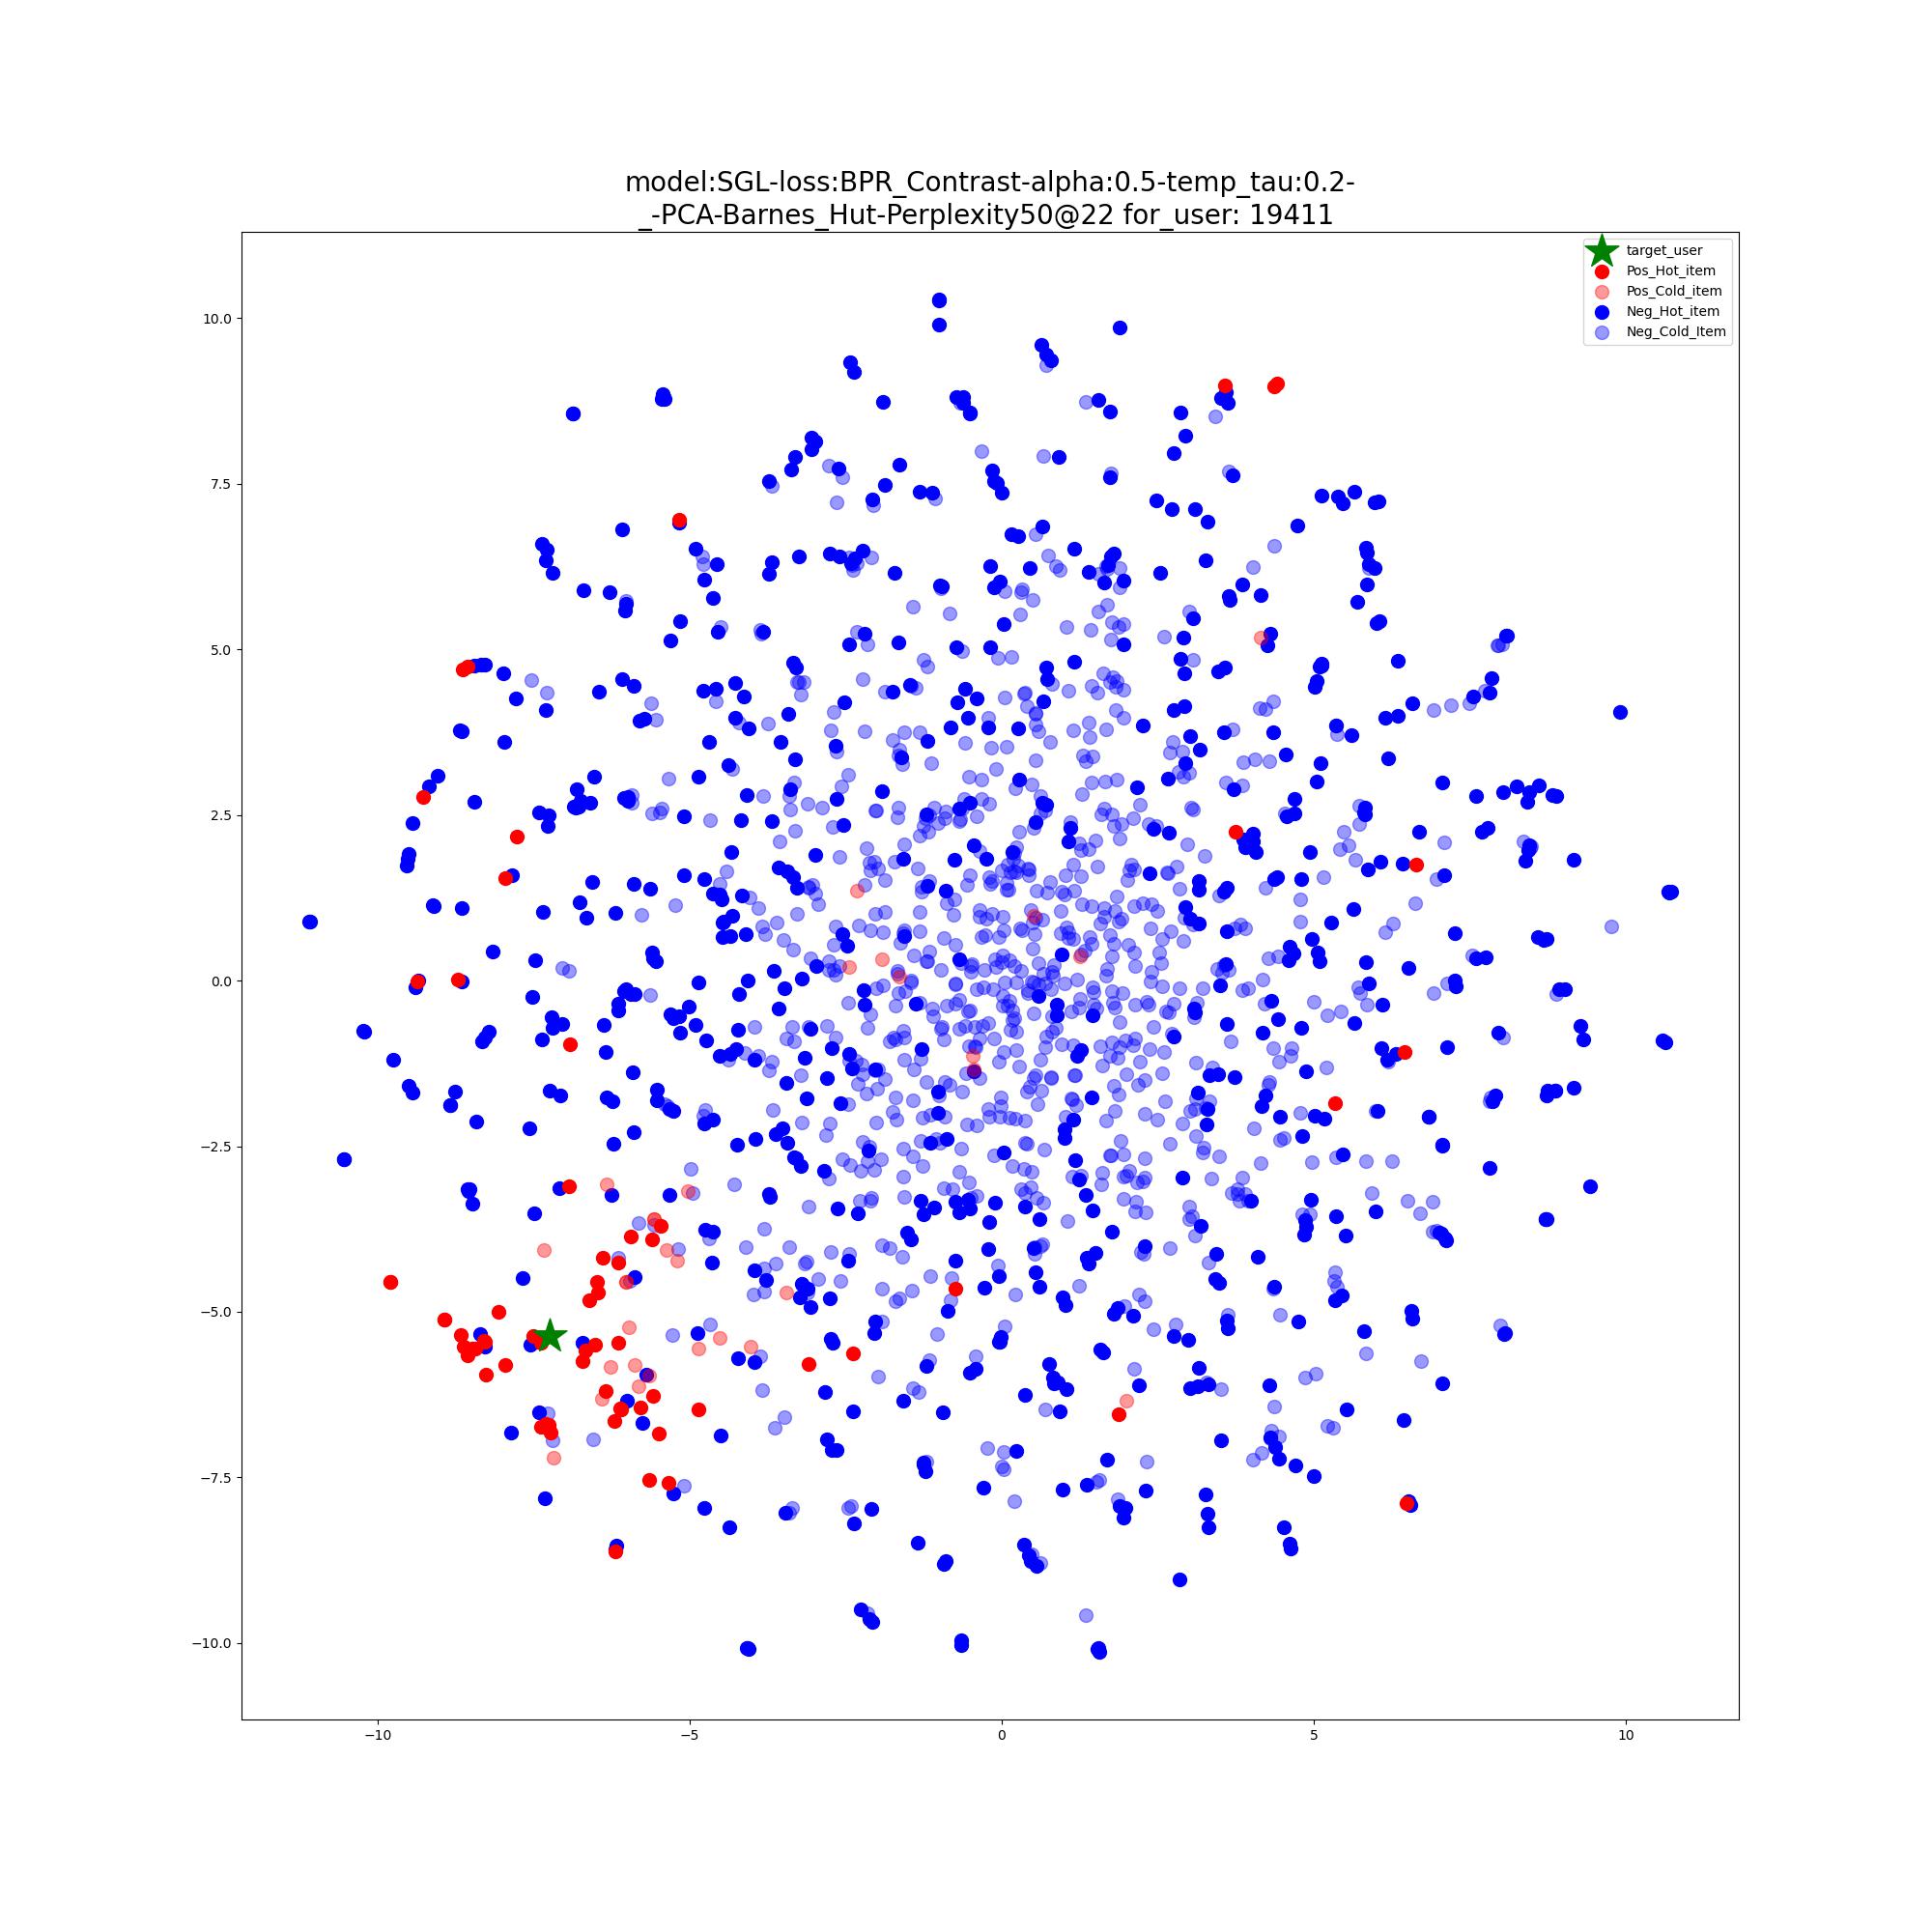 model:SGL-loss:BPR_Contrast-alpha:0.5-temp_tau:0.2-
_-PCA-Barnes_Hut-Perplexity50@22 for_user: 19411
target_user
Pos_Hot_item
Pos_Cold_item
Neg_Hot_item
Neg_Cold_Item
10.0
7.5
5.0
2.5
0.0
−2.5
−5.0
−7.5
−10.0
−10
−5
0
5
10